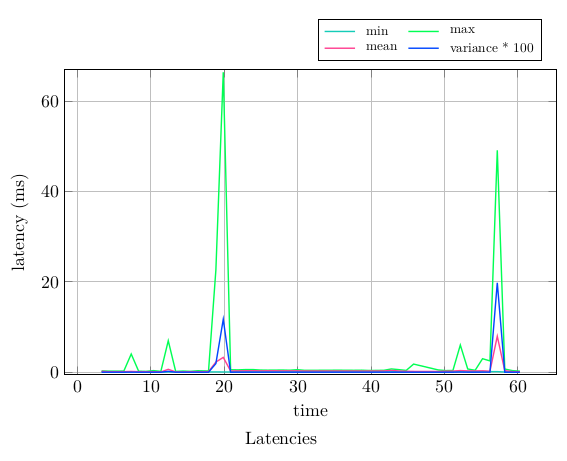 min max
mean variance * 100
60
40
20
0
latency (ms)
0 10 20 30 40 50 60
time
Latencies